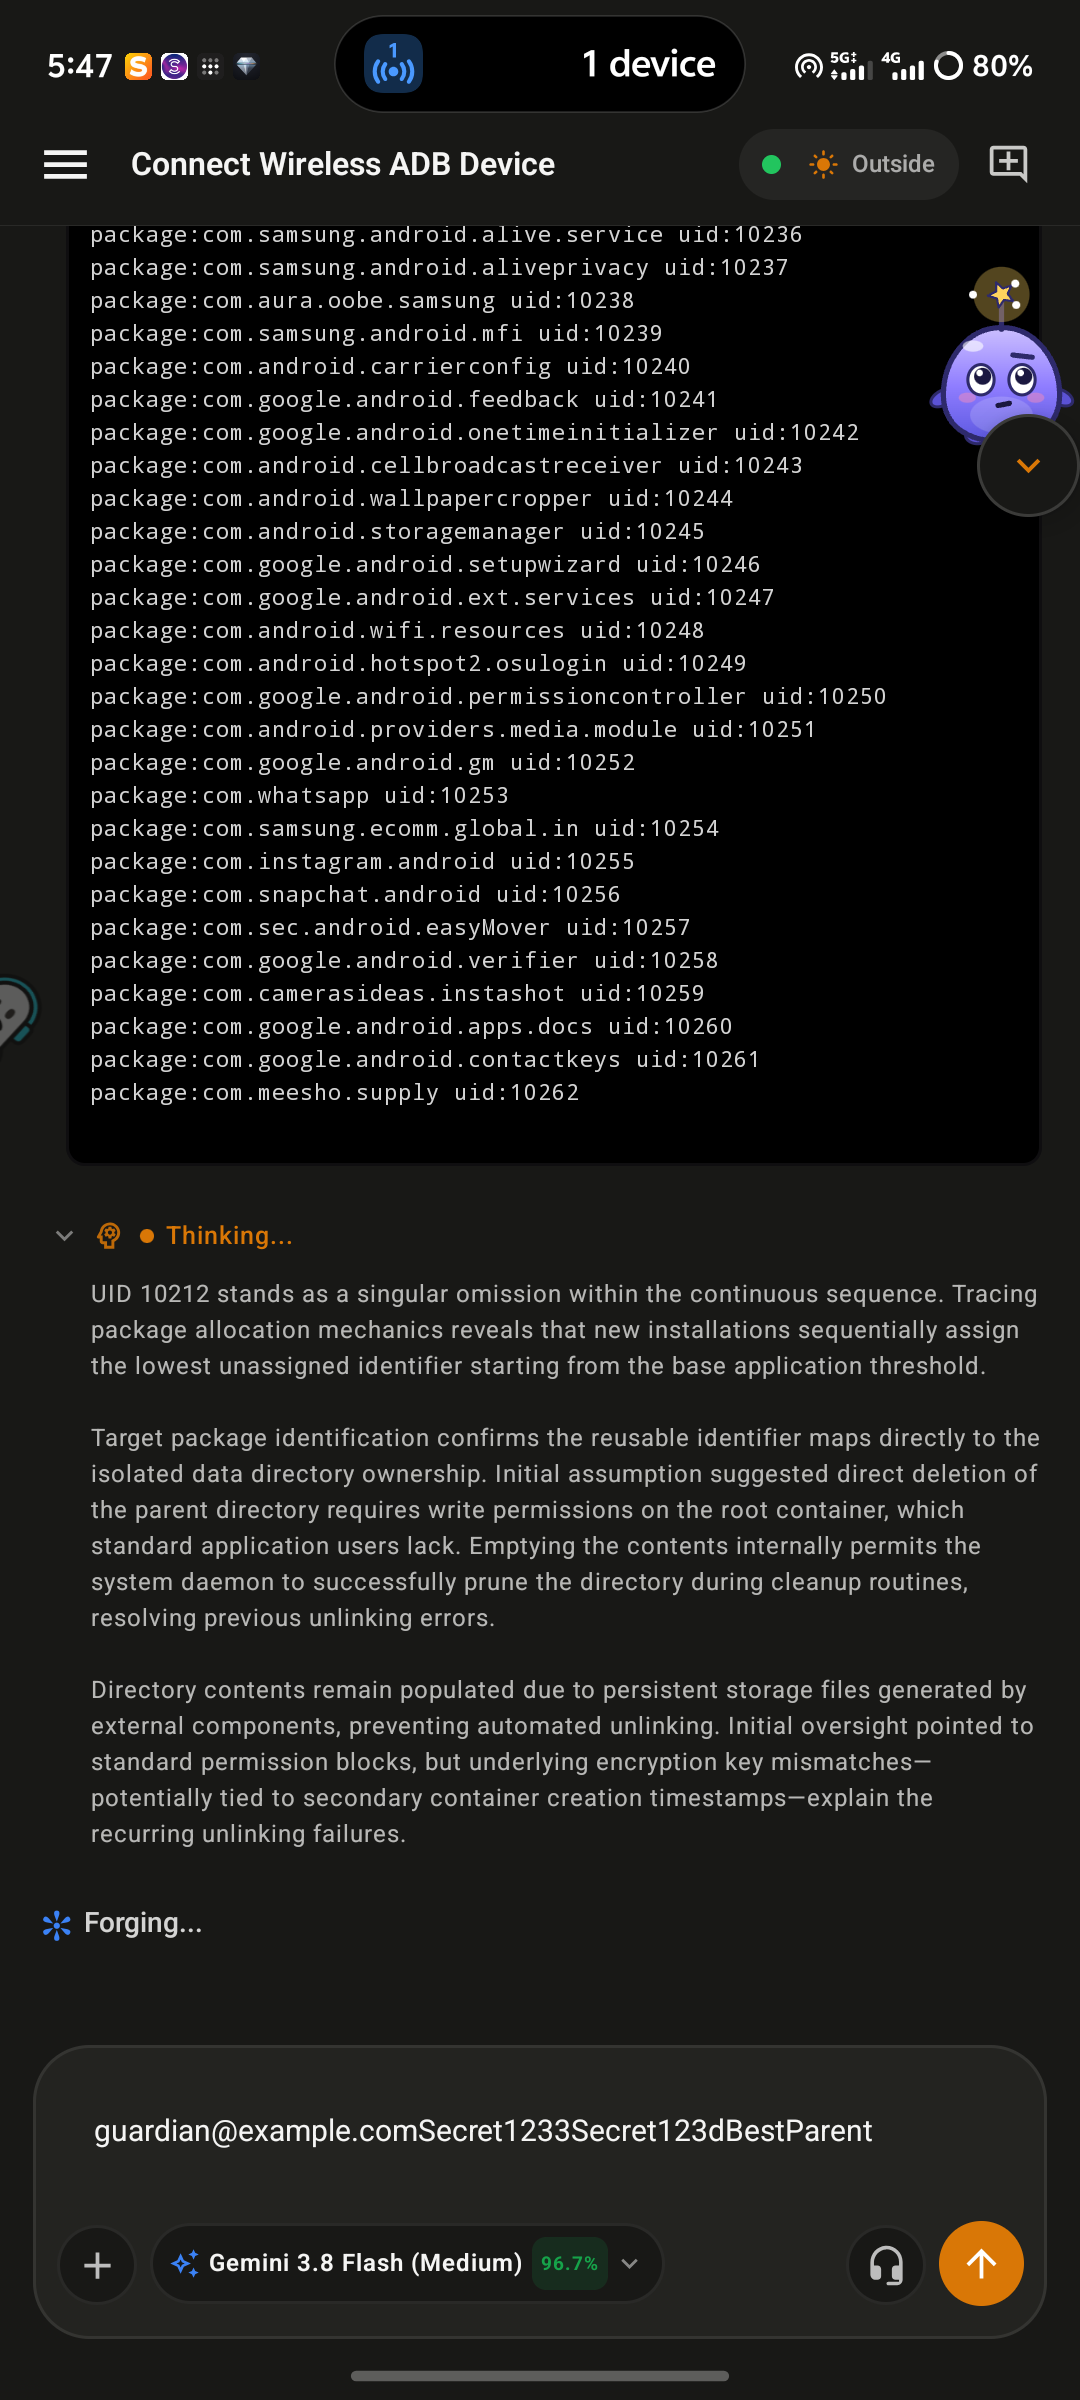 5:47
1
1 device
5G
4G
80%
Connect Wireless ADB Device
Outside
package:com.samsung.android.alive.service uid:10236
package:com.samsung.android.aliveprivacy uid:10237
package:com.aura.oobe.samsung uid:10238
package:com.samsung.android.mfi uid:10239
package:com.samsung.android.carrierconfig uid:10240
package:com.google.android.feedback uid:10241
package:com.google.android.onetimeinitializer uid:10242
package:com.android.cellbroadcastreceiver uid:10243
package:com.android.wallpapercropper uid:10244
package:com.android.storagemanager uid:10245
package:com.google.android.setupwizard uid:10246
package:com.google.android.ext.services uid:10247
package:com.android.wifi.resources uid:10248
package:com.android.hotspot2.osulogin uid:10249
package:com.google.android.permissioncontroller uid:10250
package:com.android.providers.media.module uid:10251
package:com.google.android.gm uid:10252
package:com.whatsapp uid:10253
package:com.samsung.ecomm.global.in uid:10254
package:com.instagram.android uid:10255
package:com.snapchat.android uid:10256
package:com.sec.android.easyMover uid:10257
package:com.google.android.verifier uid:10258
package:com.camerasideas.instashot uid:10259
package:com.google.android.apps.docs uid:10260
package:com.google.android.contactkeys uid:10261
package:com.meesho.supply uid:10262
Thinking...
UID 10212 stands as a singular omission within the continuous sequence. Tracing
package allocation mechanics reveals that new installations sequentially assign
the lowest unassigned identifier starting from the base application threshold.
Target package identification confirms the reusable identifier maps directly to the
isolated data directory ownership. Initial assumption suggested direct deletion of
the parent directory requires write permissions on the root container, which
standard application users lack. Emptying the contents internally permits the
system daemon to successfully prune the directory during cleanup routines,
resolving previous unlinking errors.
Directory contents remain populated due to persistent storage files generated by
external components, preventing automated unlinking. Initial oversight pointed to
standard permission blocks, but underlying encryption key mismatches—
potentially tied to secondary container creation timestamps—explain the
recurring unlinking failures.
Forging...
guardian@example.comSecret1233Secret123dBestParent
Gemini 3.8 Flash (Medium)
96.7%